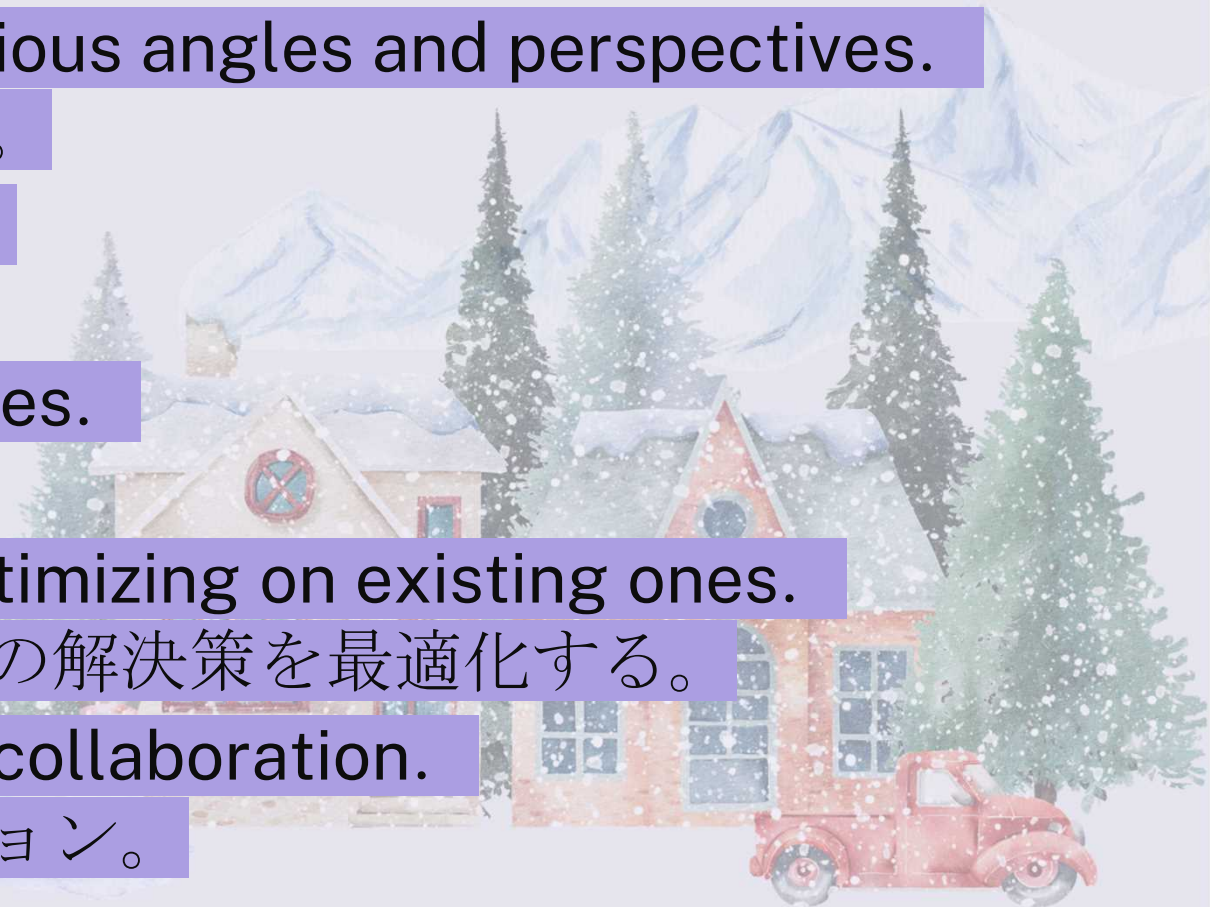 ious angles and perspectives.
。
es.
timizing on existing ones.
の解決策を最適化する。
collaboration.
ョン。